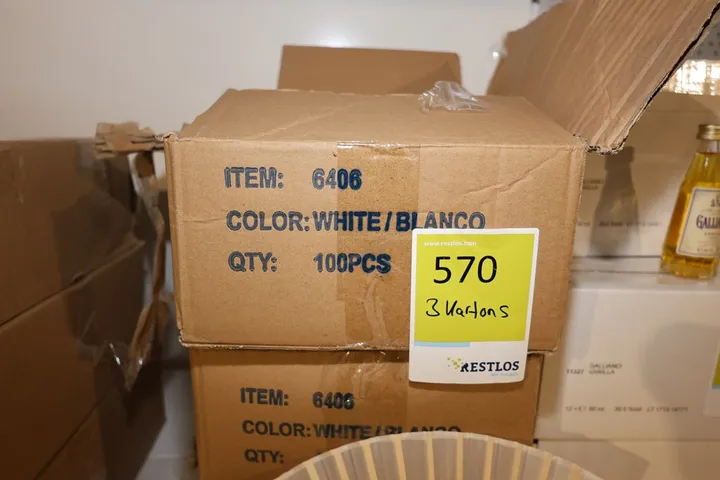 ITEM: 6406
COLOR: WHITE/BLANCO
QTY: 100PCS
www.restlos.com
570
3 Kartons
RESTLOS
ITEM: 6406
COLOR: WHITE/BLANCO
QTY:
GALLIANO
VANILLA